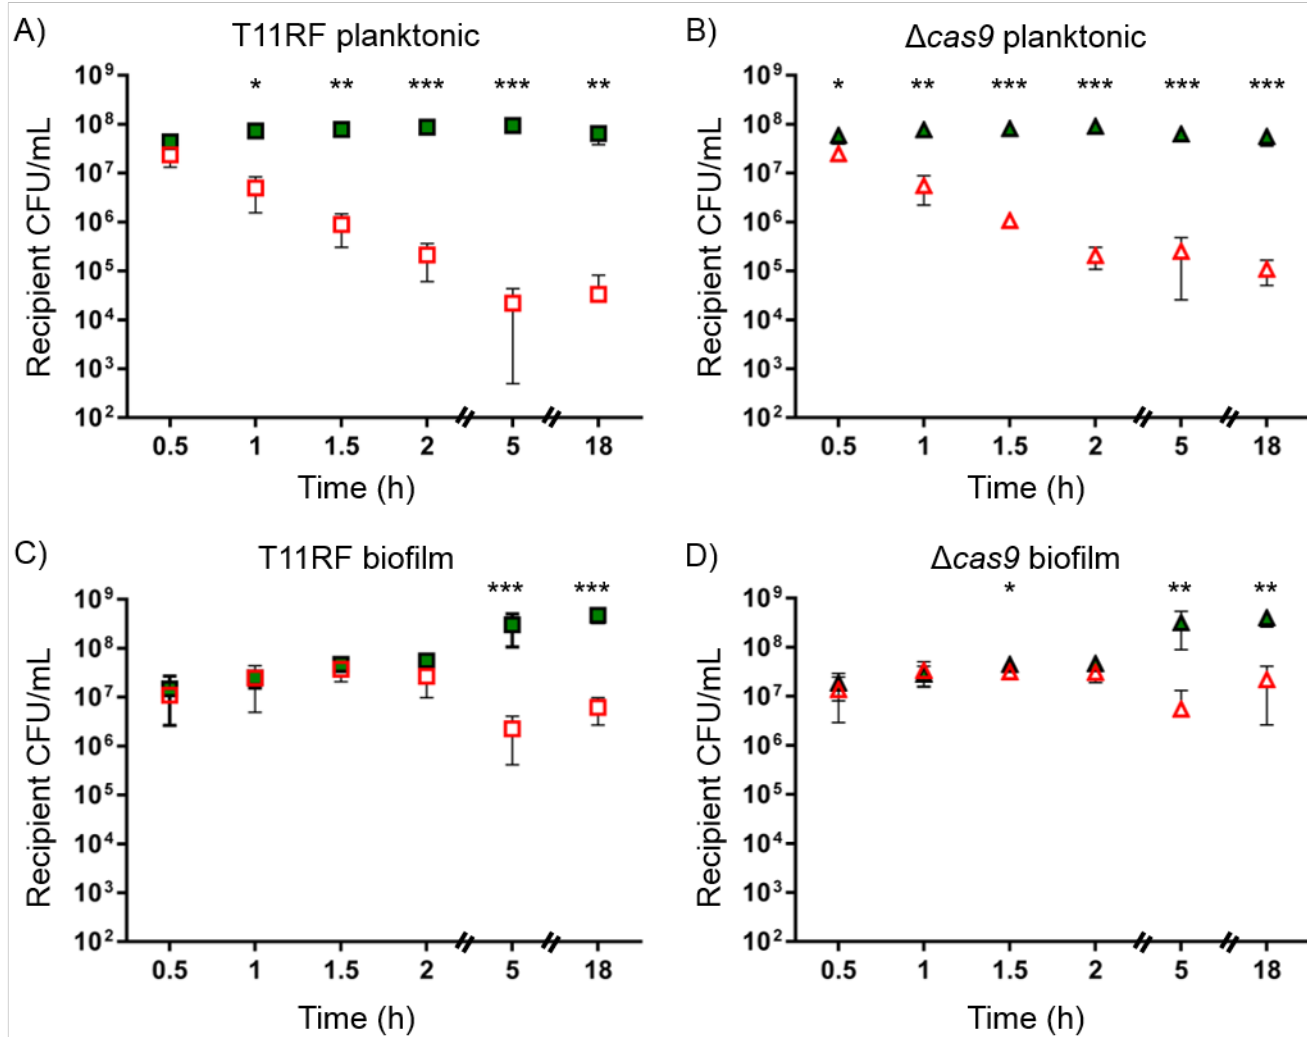 A)
T11RF planktonic
* ** *** *** **
Recipient CFU/mL
10⁹
10⁸
10⁷
10⁶
10⁵
10⁴
10³
10²
0.5 1 1.5 2 5 18
Time (h)
B)
Δcas9 planktonic
* ** *** *** *** ***
Recipient CFU/mL
10⁹
10⁸
10⁷
10⁶
10⁵
10⁴
10³
10²
0.5 1 1.5 2 5 18
Time (h)
C)
T11RF biofilm
*** ***
Recipient CFU/mL
10⁹
10⁸
10⁷
10⁶
10⁵
10⁴
10³
10²
0.5 1 1.5 2 5 18
Time (h)
D)
Δcas9 biofilm
* ** **
Recipient CFU/mL
10⁹
10⁸
10⁷
10⁶
10⁵
10⁴
10³
10²
0.5 1 1.5 2 5 18
Time (h)